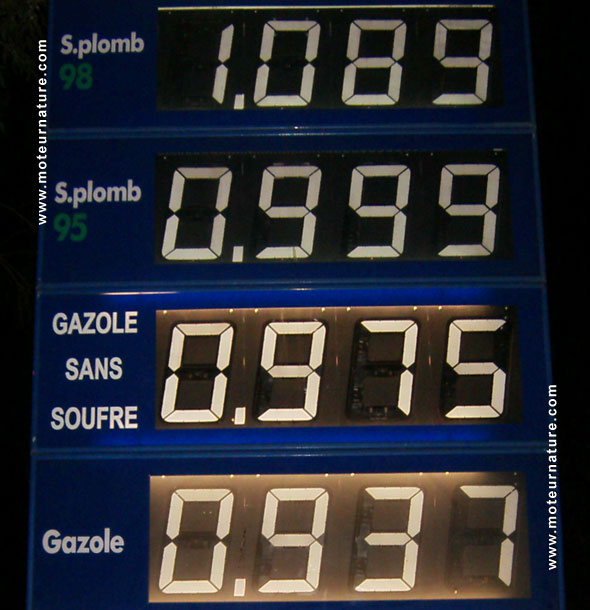 S.plomb
98
1.089
S.plomb
95
0.999
GAZOLE
SANS
SOUFRE
0.975
Gazole
0.937
www.moteurnature.com
www.moteurnature.com